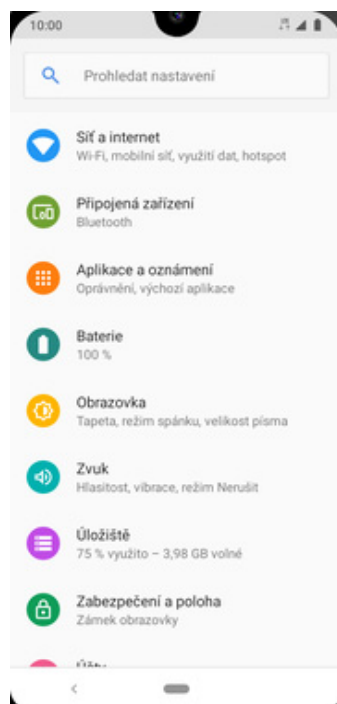 10:00
Prohledat nastavení
Síť a internet
Wi-Fi, mobilní síť, využití dat, hotspot
Připojená zařízení
Bluetooth
Aplikace a oznámení
Oprávnění, výchozí aplikace
Baterie
100 %
Obrazovka
Tapeta, režim spánku, velikost písma
Zvuk
Hlasitost, vibrace, režim Nerušit
Úložiště
75 % využito – 3,98 GB volné
Zabezpečení a poloha
Zámek obrazovky
Účty